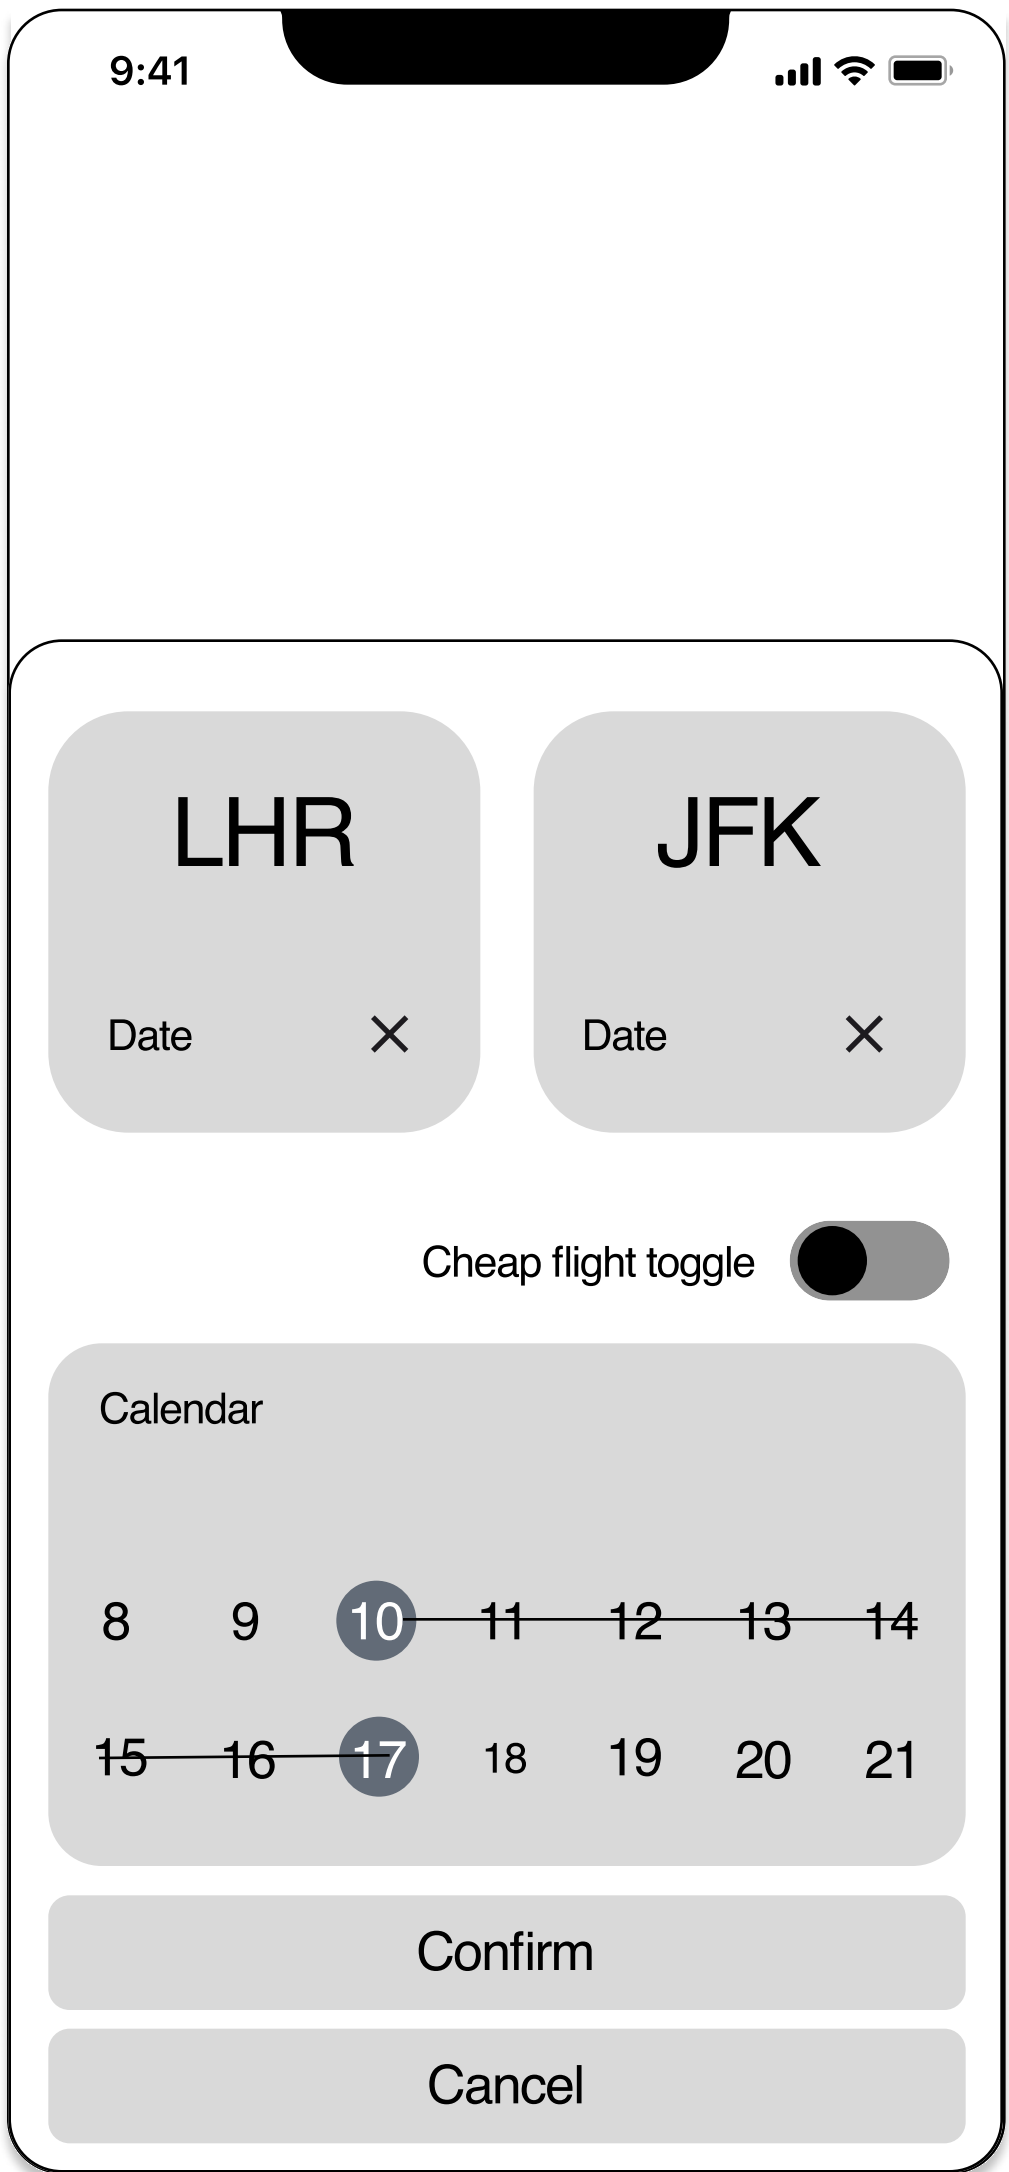 9:41
LHR JFK
Date Date
Cheap flight toggle
Calendar
8 9 10 11 12 13 14
15 16 17 18 19 20 21
Confirm
Cancel